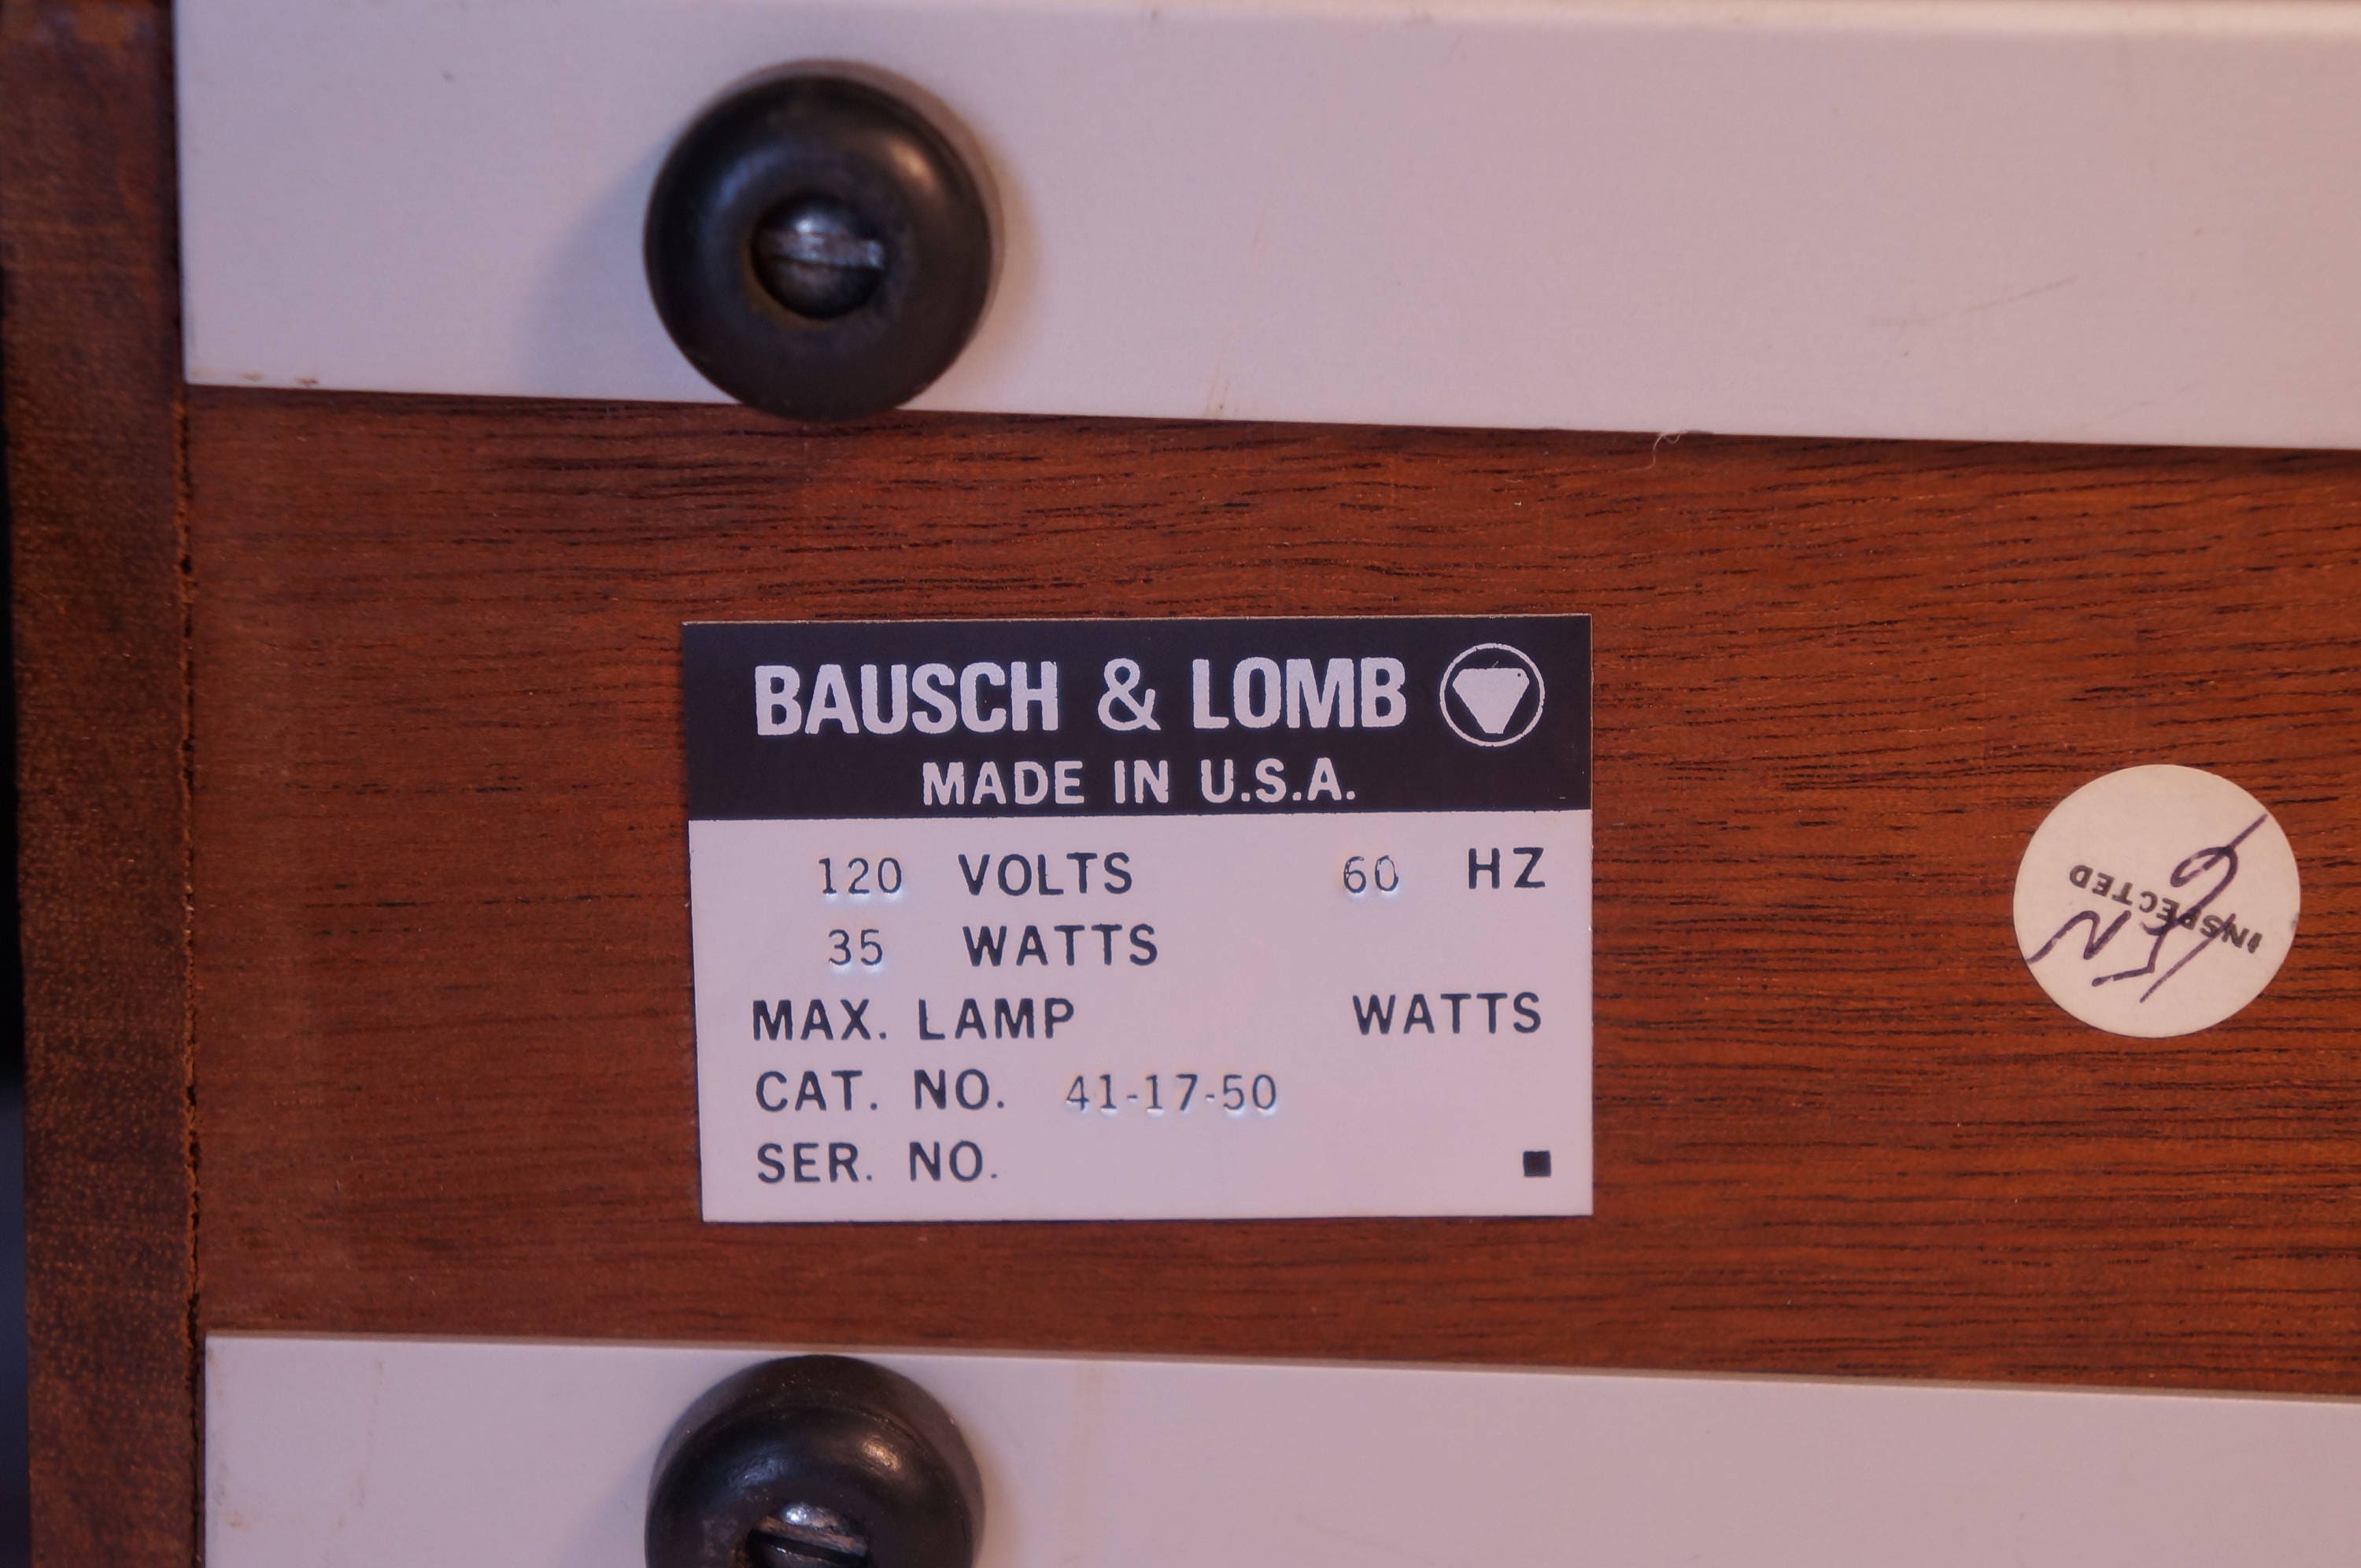 BAUSCH & LOMB
MADE IN U.S.A.
120 VOLTS 60 HZ
35 WATTS
MAX. LAMP WATTS
CAT. NO. 41-17-50
SER. NO.
INSPECTED